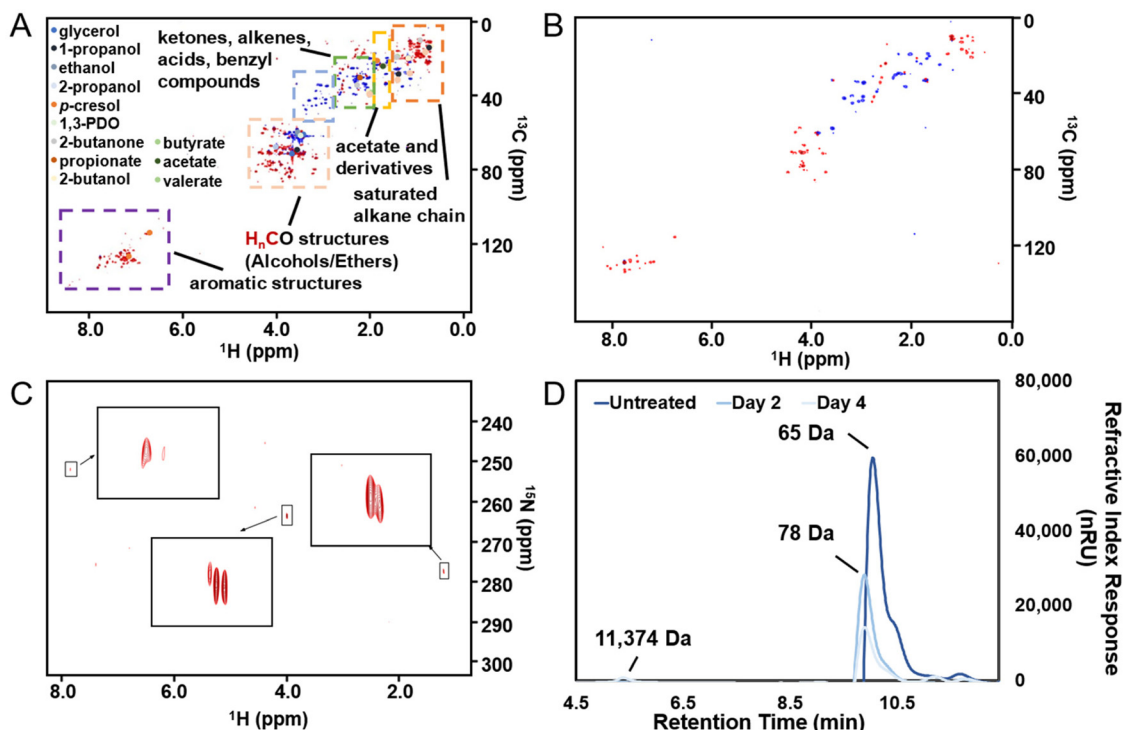 A
glycerol
1-propanol
ethanol
2-propanol
p-cresol
1,3-PDO
2-butanone
propionate
2-butanol
butyrate
acetate
valerate
ketones, alkenes,
acids, benzyl
compounds
acetate and
derivatives
saturated
alkane chain
HnCO structures
(Alcohols/Ethers)
aromatic structures
0
40
80
120
13C (ppm)
8.0 6.0 4.0 2.0 0.0
1H (ppm)
B
0
40
80
120
13C (ppm)
8.0 6.0 4.0 2.0 0.0
1H (ppm)
C
240
250
260
270
280
290
300
15N (ppm)
8.0 6.0 4.0 2.0
1H (ppm)
D
Untreated Day 2 Day 4
65 Da
78 Da
11,374 Da
80,000
60,000
40,000
20,000
0
Refractive Index Response
(nRU)
4.5 6.5 8.5 10.5
Retention Time (min)